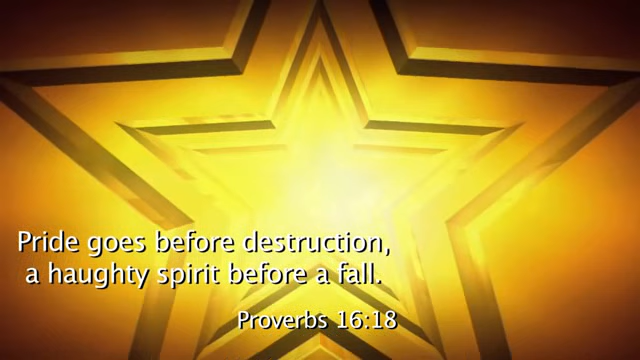 Pride goes before destruction,
a haughty spirit before a fall.
Proverbs 16:18